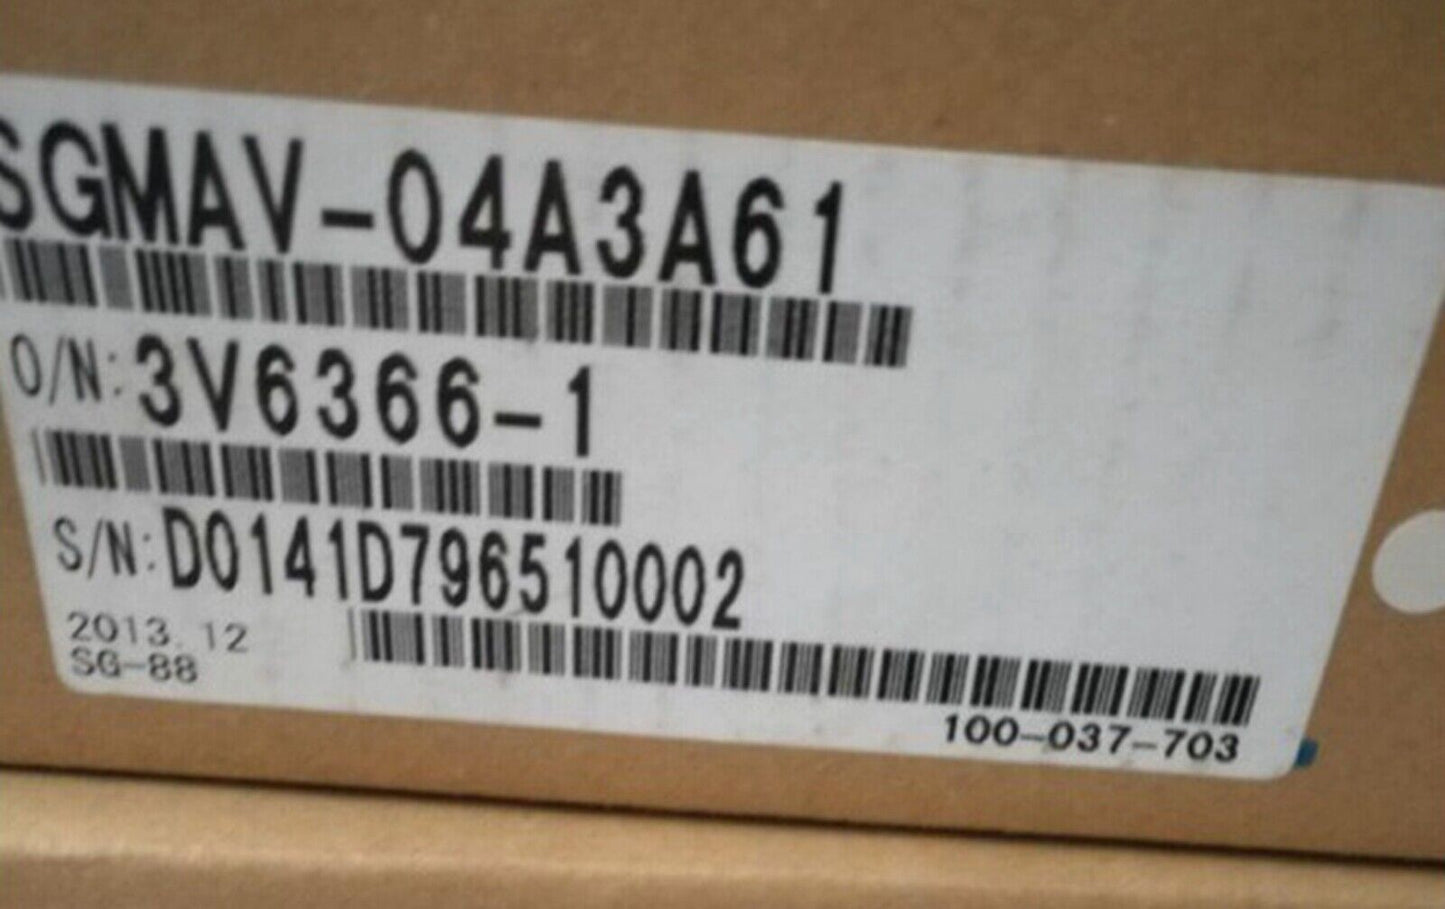 SGMAV-04A3A61
O/N: 3V6366-1
S/N: D0141D796510002
2013.12
SG-88
100-037-703